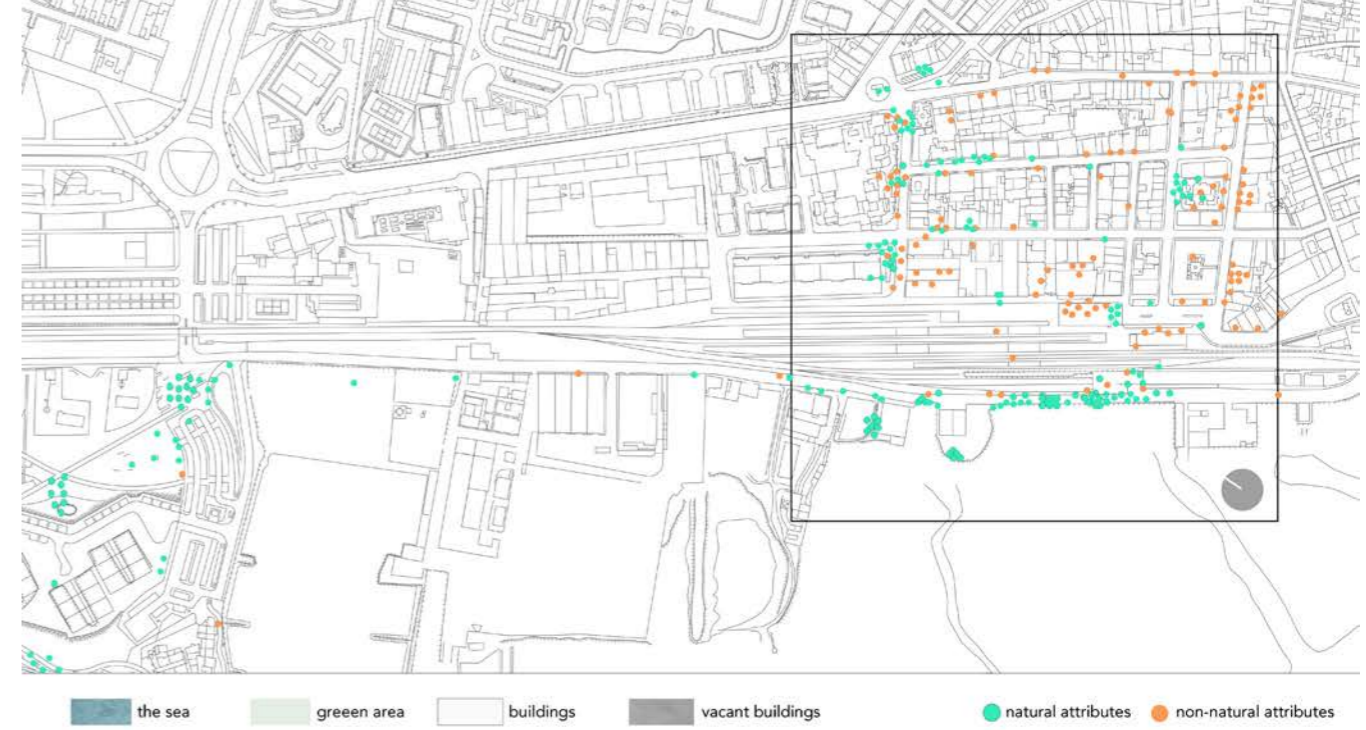 the sea
greeen area
buildings
vacant buildings
natural attributes
non-natural attributes